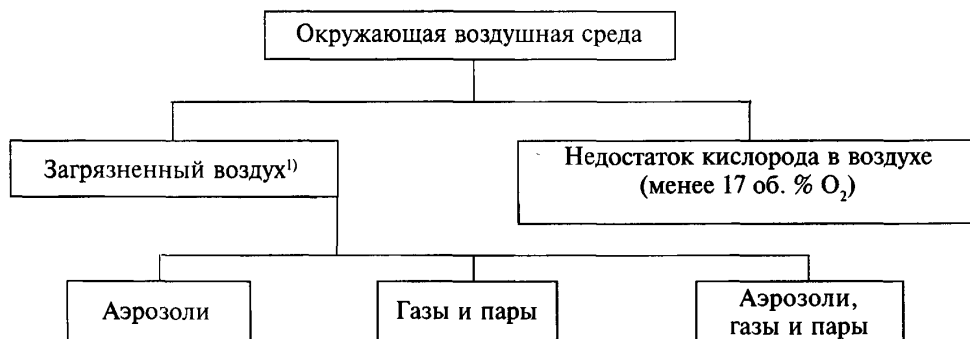 Окружающая воздушная среда
Загрязненный воздух¹⁾
Недостаток кислорода в воздухе
(менее 17 об. % O₂)
Аэрозоли
Газы и пары
Аэрозоли,
газы и пары